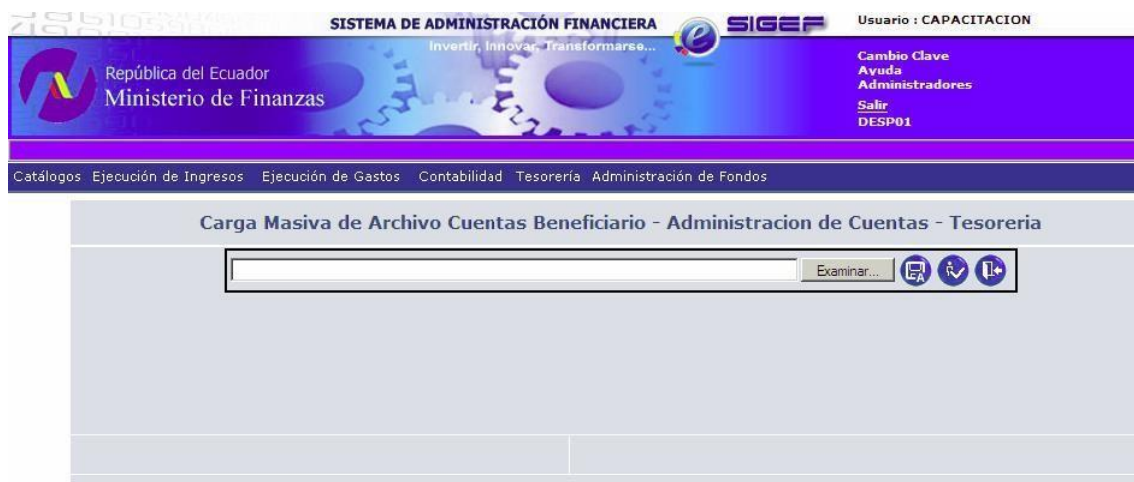 SISTEMA DE ADMINISTRACIÓN FINANCIERA
e SIGEF
Usuario : CAPACITACION
Invertir, Innovar, Transformarse...
República del Ecuador
Ministerio de Finanzas
Cambio Clave
Ayuda
Administradores
Salir
DESP01
Catálogos Ejecución de Ingresos Ejecución de Gastos Contabilidad Tesorería Administración de Fondos
Carga Masiva de Archivo Cuentas Beneficiario - Administracion de Cuentas - Tesoreria
Examinar...